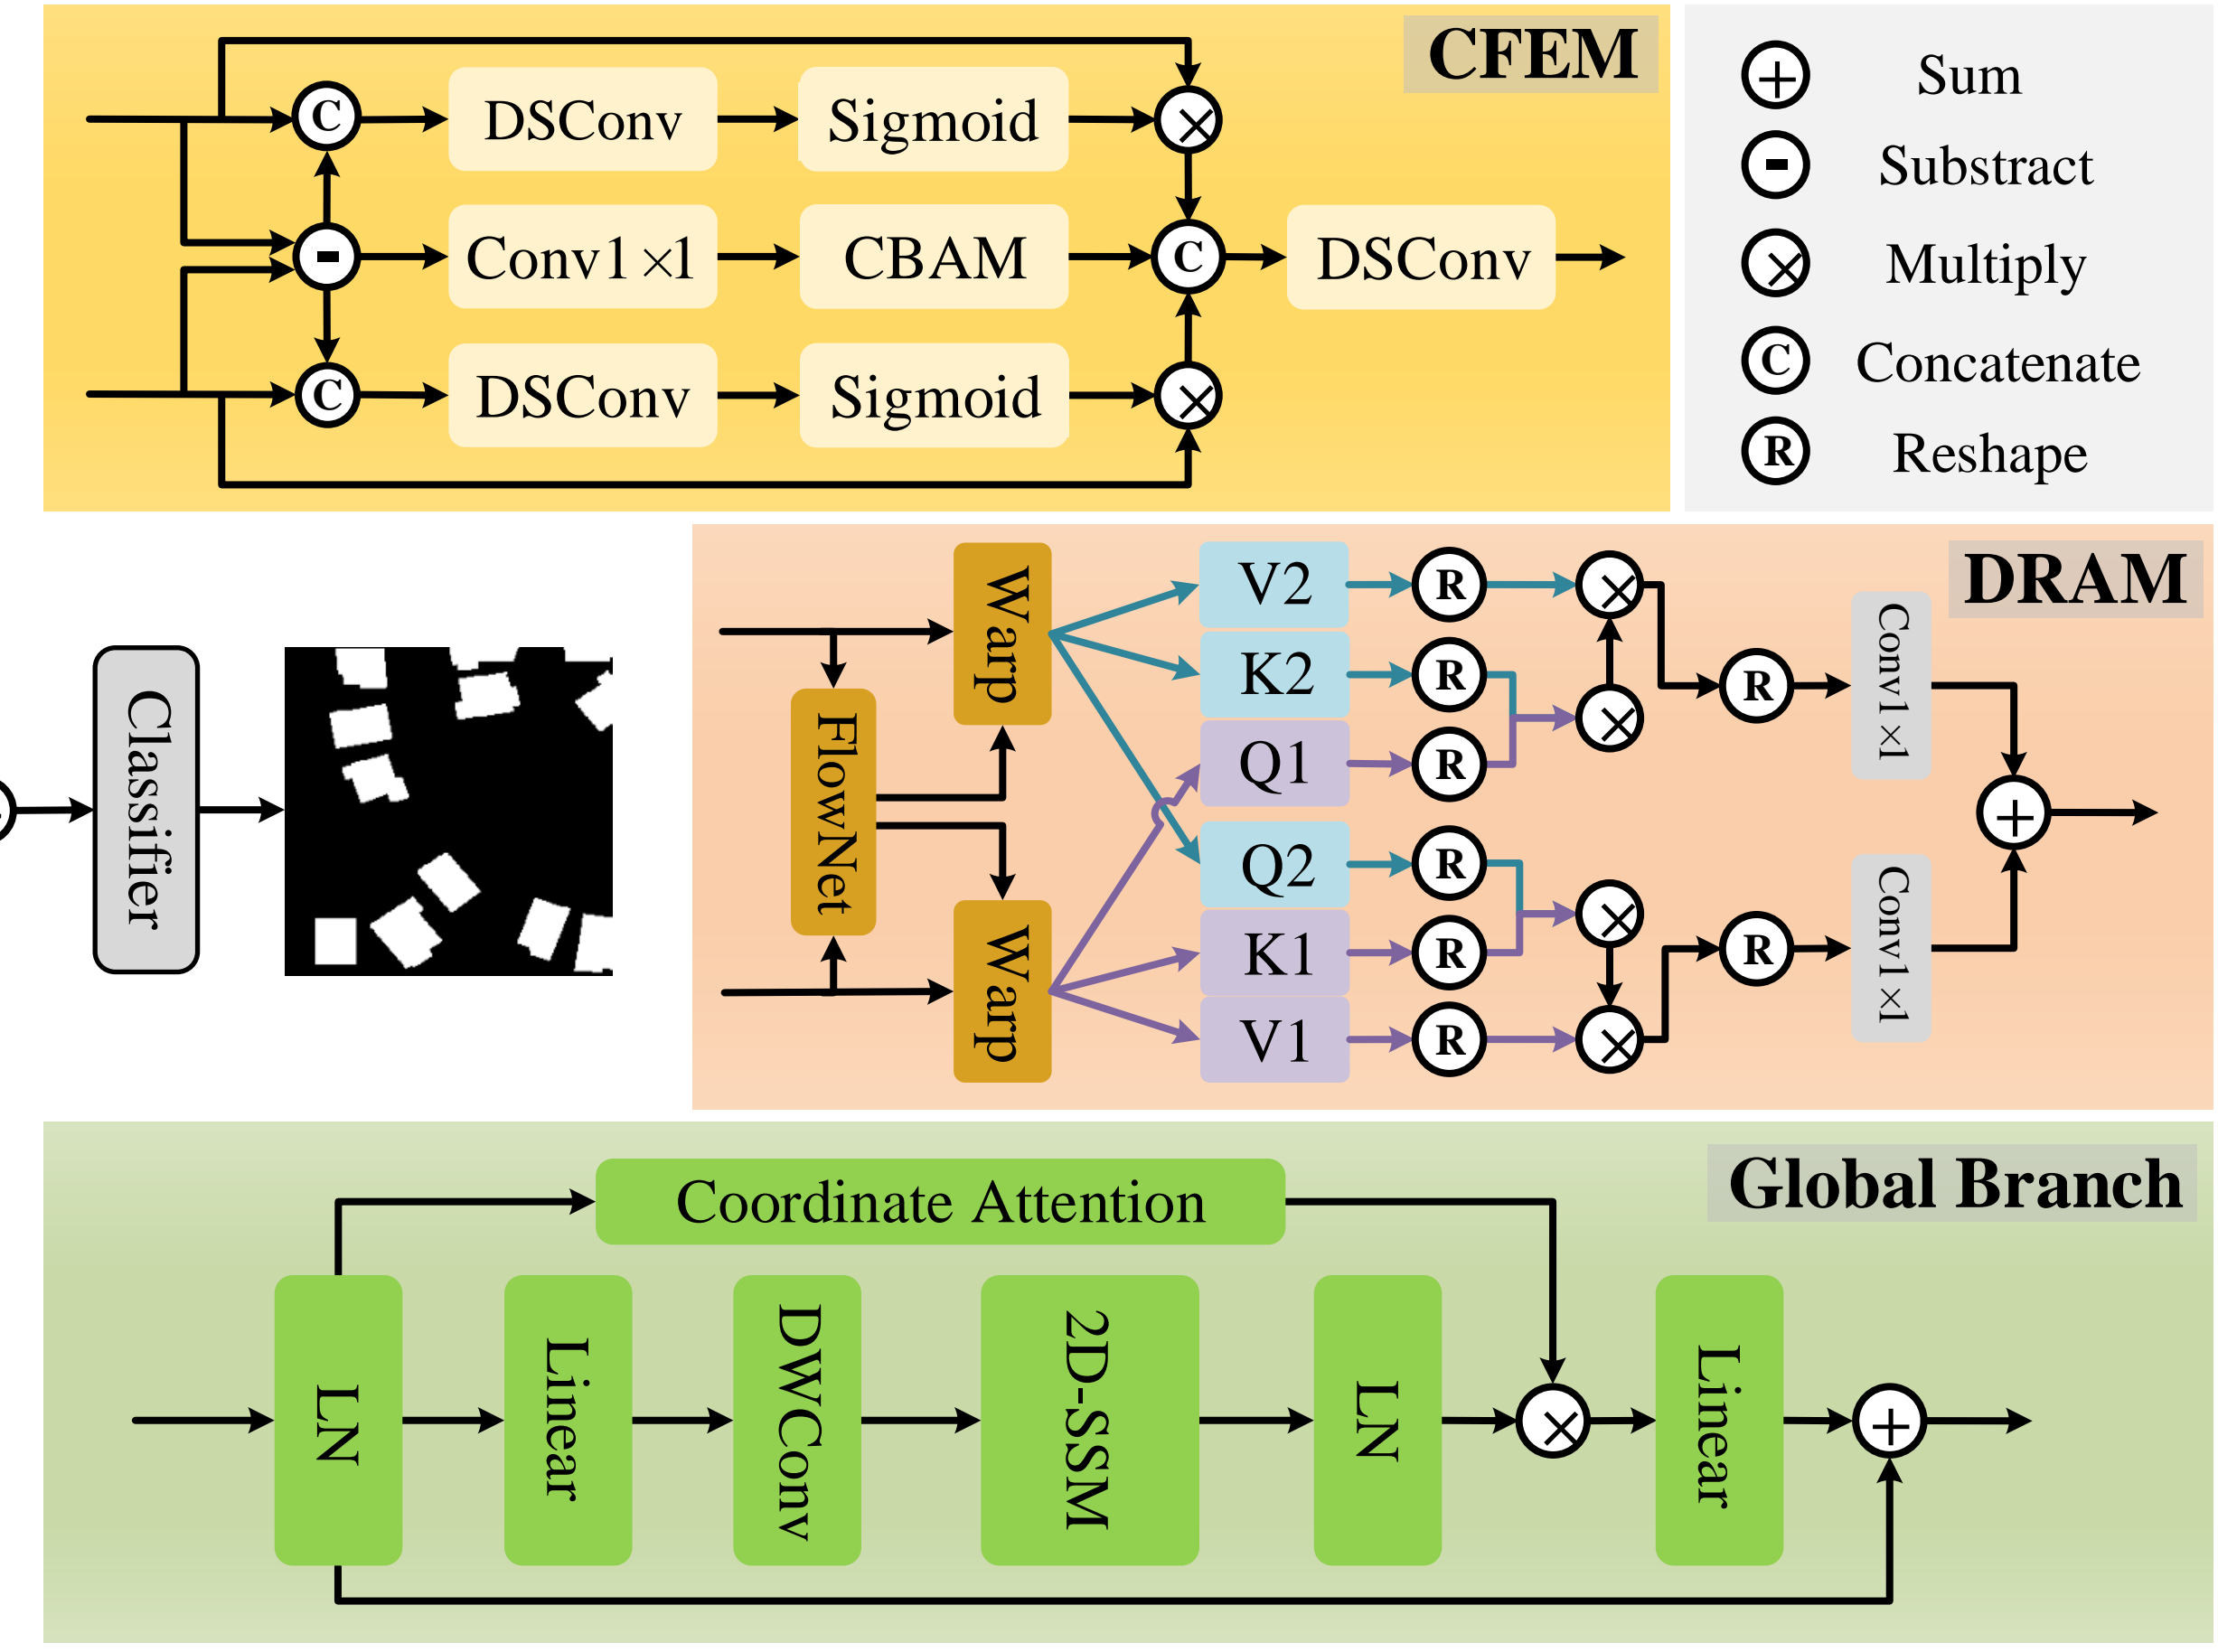 CFEM
C
DSConv
Sigmoid
×
-
Conv1×1
CBAM
C
DSConv
C
DSConv
Sigmoid
×
+ Sum
- Substract
× Multiply
C Concatenate
R Reshape
Classifier
DRAM
Warp
FlowNet
Warp
V2
R
×
K2
R
Q1
R
×
Q2
R
×
K1
R
V1
R
×
R
Conv1×1
R
Conv1×1
+
Global Branch
Coordinate Attention
LN
Linear
DWConv
2D-SSM
LN
×
Linear
+